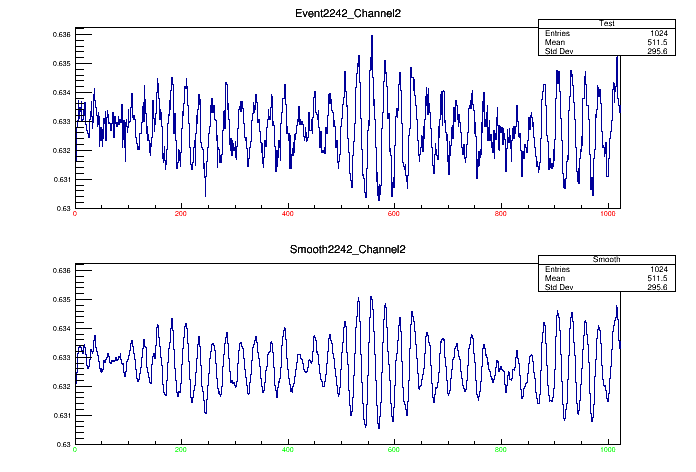 Event2242_Channel2
Test
Entries 1024
Mean 511.5
Std Dev 295.6
0.636
0.635
0.634
0.633
0.632
0.631
0.63
0 200 400 600 800 1000
Smooth2242_Channel2
Smooth
Entries 1024
Mean 511.5
Std Dev 295.6
0.636
0.635
0.634
0.633
0.632
0.631
0.63
0 200 400 600 800 1000